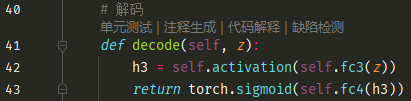 40 # 解码
单元测试 | 注释生成 | 代码解释 | 缺陷检测
41 def decode(self, z):
42 h3 = self.activation(self.fc3(z))
43 return torch.sigmoid(self.fc4(h3))